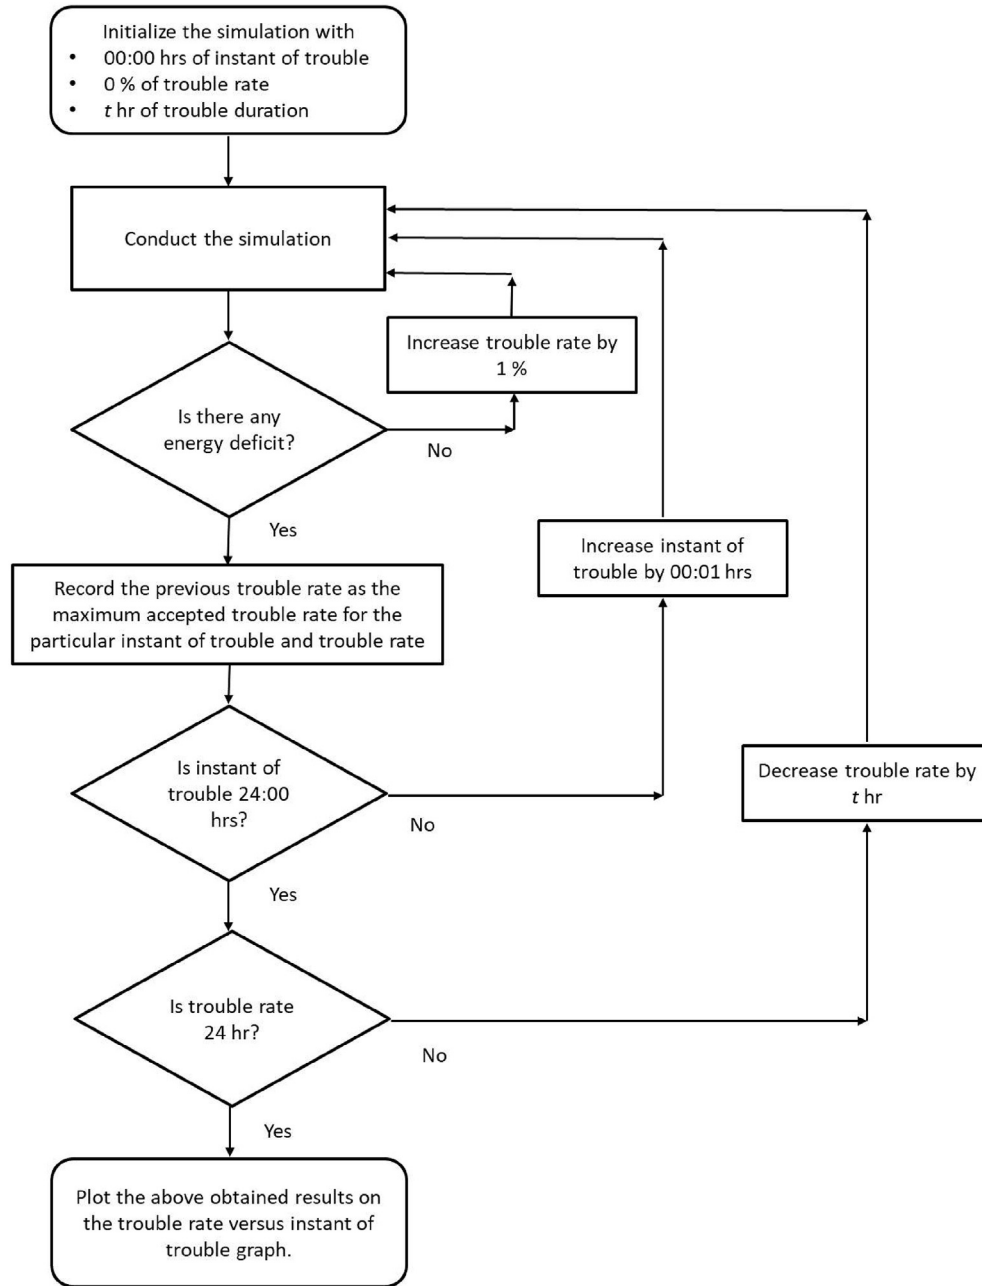 Initialize the simulation with
• 00:00 hrs of instant of trouble
• 0 % of trouble rate
• t hr of trouble duration
Conduct the simulation
Increase trouble rate by
1 %
Is there any
energy deficit?
No
Yes
Increase instant of
trouble by 00:01 hrs
Record the previous trouble rate as the
maximum accepted trouble rate for the
particular instant of trouble and trouble rate
Is instant of
trouble 24:00
hrs?
No
Decrease trouble rate by
t hr
Yes
Is trouble rate
24 hr?
No
Yes
Plot the above obtained results on
the trouble rate versus instant of
trouble graph.